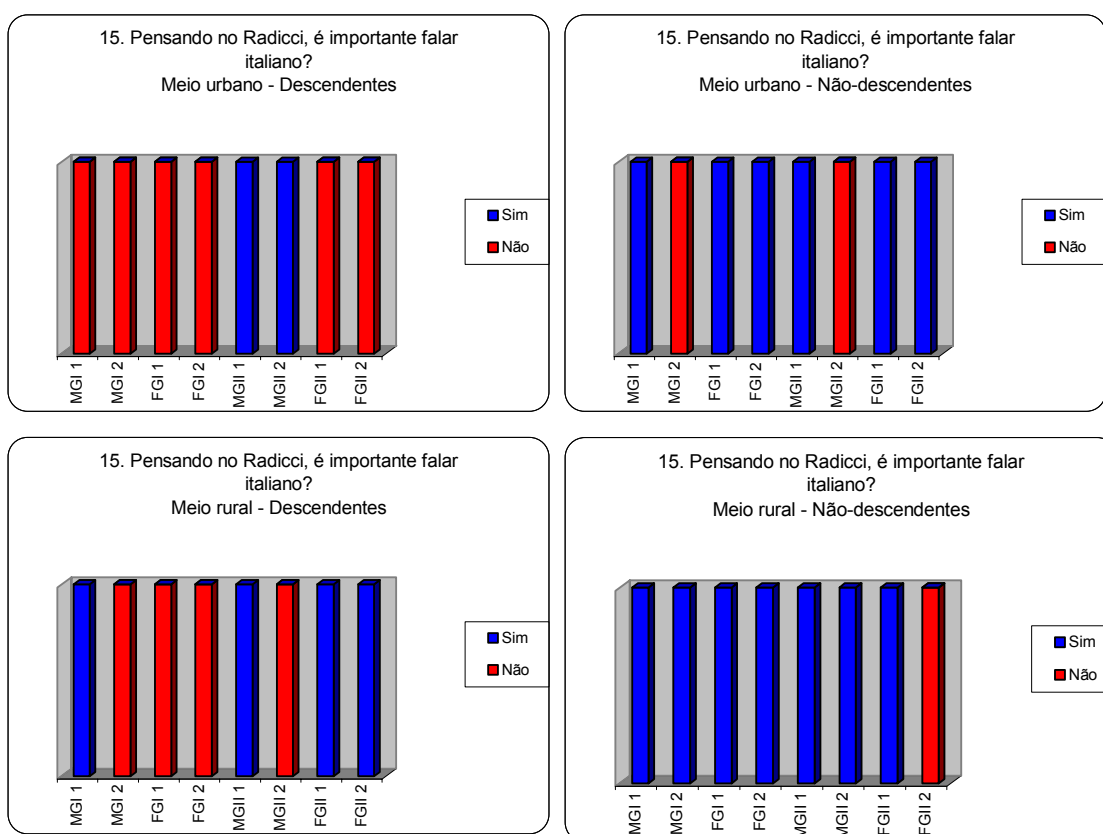 15. Pensando no Radicci, é importante falar
italiano?
Meio urbano - Descendentes
Sim
Não
MGI 1
MGI 2
FGI 1
FGI 2
MGII 1
MGII 2
FGII 1
FGII 2
15. Pensando no Radicci, é importante falar
italiano?
Meio urbano - Não-descendentes
Sim
Não
MGI 1
MGI 2
FGI 1
FGI 2
MGII 1
MGII 2
FGII 1
FGII 2
15. Pensando no Radicci, é importante falar
italiano?
Meio rural - Descendentes
Sim
Não
MGI 1
MGI 2
FGI 1
FGI 2
MGII 1
MGII 2
FGII 1
FGII 2
15. Pensando no Radicci, é importante falar
italiano?
Meio rural - Não-descendentes
Sim
Não
MGI 1
MGI 2
FGI 1
FGI 2
MGII 1
MGII 2
FGII 1
FGII 2